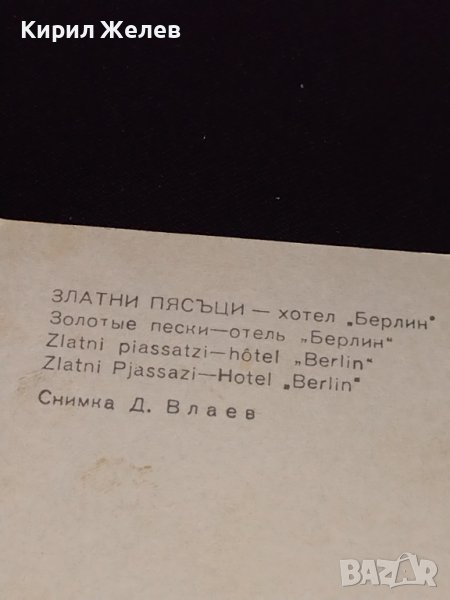 Кирил Желев
ЗЛАТНИ ПЯСЪЦИ — хотел „Берлин"
Золотые пески—отель „Берлин"
Zlatni piassatzi—hôtel „Berlin"
Zlatni Pjassazi—Hotel „Berlin"
Снимка Д. Влаев
BAZAR